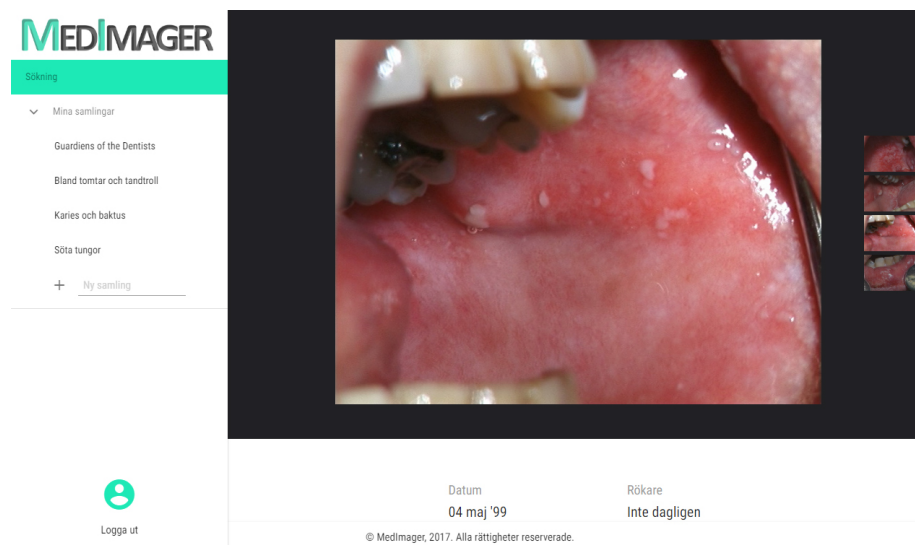 MEDIMAGER
Sökning
Mina samlingar
Guardiens of the Dentists
Bland tomtar och tandtroll
Karies och baktus
Söta tungor
Ny samling
Logga ut
Datum
04 maj '99
Rökare
Inte dagligen
© MedImager, 2017. Alla rättigheter reserverade.